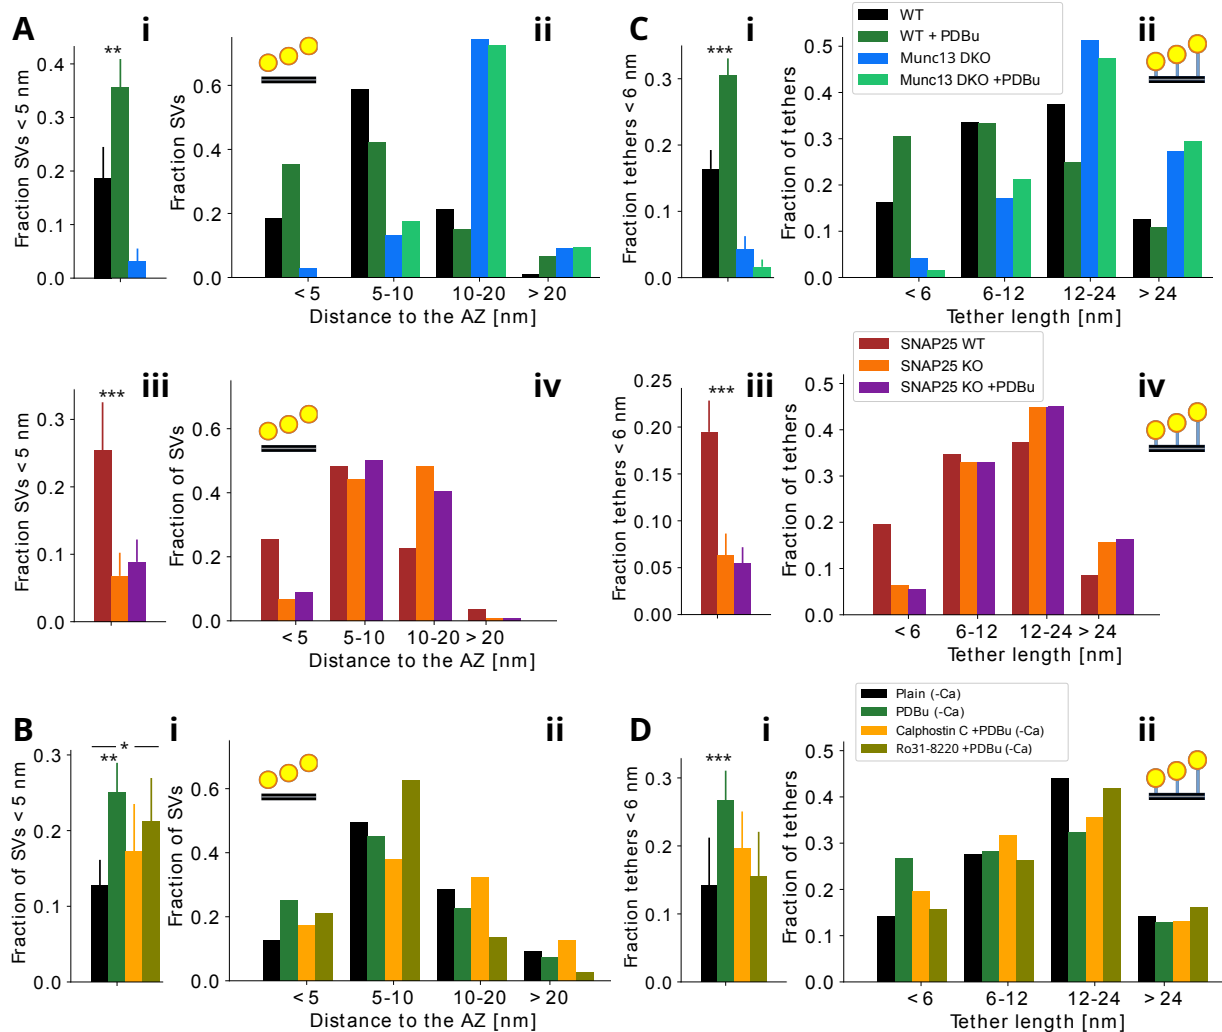 A
i
**
Fraction SVs < 5 nm
0.4
0.3
0.2
0.1
0.0
ii
Fraction SVs
0.6
0.4
0.2
0.0
< 5
5-10
10-20
> 20
Distance to the AZ [nm]
C
i
***
Fraction tethers < 6 nm
0.3
0.2
0.1
0.0
WT
WT + PDBu
Munc13 DKO
Munc13 DKO +PDBu
ii
Fraction of tethers
0.5
0.4
0.3
0.2
0.1
0.0
< 6
6-12
12-24
> 24
Tether length [nm]
iii
***
Fraction SVs < 5 nm
0.3
0.2
0.1
0.0
iv
Fraction of SVs
0.6
0.4
0.2
0.0
< 5
5-10
10-20
> 20
Distance to the AZ [nm]
iii
***
Fraction tethers < 6 nm
0.25
0.20
0.15
0.10
0.05
0.00
SNAP25 WT
SNAP25 KO
SNAP25 KO +PDBu
iv
Fraction of tethers
0.5
0.4
0.3
0.2
0.1
0.0
< 6
6-12
12-24
> 24
Tether length [nm]
B
i
*
**
Fraction of SVs < 5 nm
0.3
0.2
0.1
0.0
ii
Fraction of SVs
0.6
0.4
0.2
0.0
< 5
5-10
10-20
> 20
Distance to the AZ [nm]
D
i
***
Fraction tethers < 6 nm
0.3
0.2
0.1
0.0
Plain (-Ca)
PDBu (-Ca)
Calphostin C +PDBu (-Ca)
Ro31-8220 +PDBu (-Ca)
ii
Fraction of tethers
0.5
0.4
0.3
0.2
0.1
0.0
< 6
6-12
12-24
> 24
Tether length [nm]